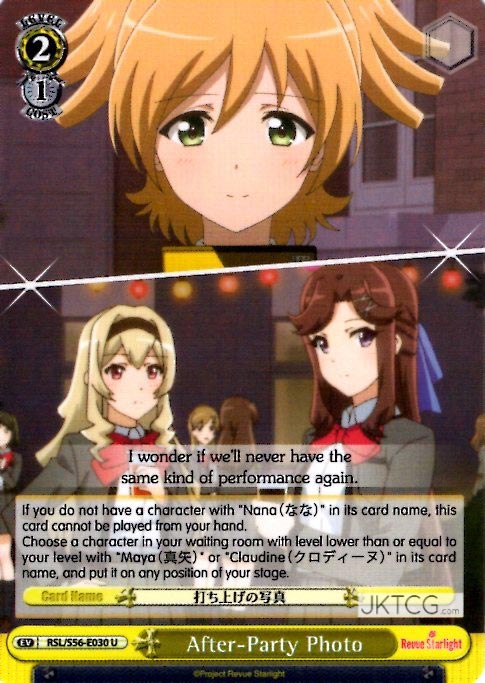 LEVEL
2
1
COST
I wonder if we'll never have the
same kind of performance again.
If you do not have a character with "Nana(なな)" in its card name, this
card cannot be played from your hand.
Choose a character in your waiting room with level lower than or equal to
your level with "Maya(真矢)" or "Claudine(クロディーヌ)" in its card
name, and put it on any position of your stage.
Card Name
打ち上げの写真
JKTCG.com
EV
RSL/S56-E030 U
After-Party Photo
Revue Starlight
©Project Revue Starlight